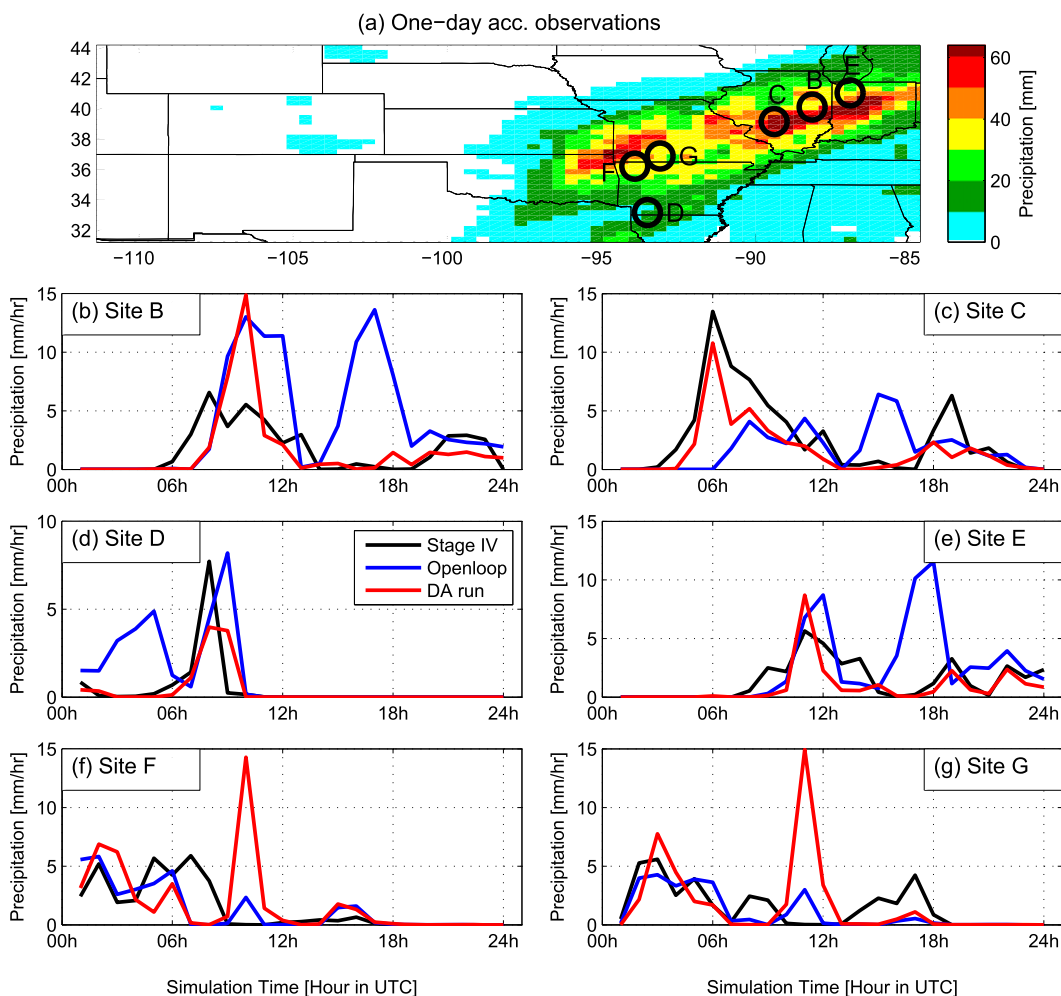 (a) One−day acc. observations
44
42
40
38
36
34
32
−110
−105
−100
−95
−90
−85
E
B
C
G
F
D
60
40
20
0
Precipitation [mm]
(b) Site B
Precipitation [mm/hr]
15
10
5
0
00h
06h
12h
18h
24h
(c) Site C
Precipitation [mm/hr]
15
10
5
0
00h
06h
12h
18h
24h
(d) Site D
Stage IV
Openloop
DA run
Precipitation [mm/hr]
10
5
0
00h
06h
12h
18h
24h
(e) Site E
Precipitation [mm/hr]
15
10
5
0
00h
06h
12h
18h
24h
(f) Site F
Precipitation [mm/hr]
15
10
5
0
00h
06h
12h
18h
24h
Simulation Time [Hour in UTC]
(g) Site G
Precipitation [mm/hr]
15
10
5
0
00h
06h
12h
18h
24h
Simulation Time [Hour in UTC]